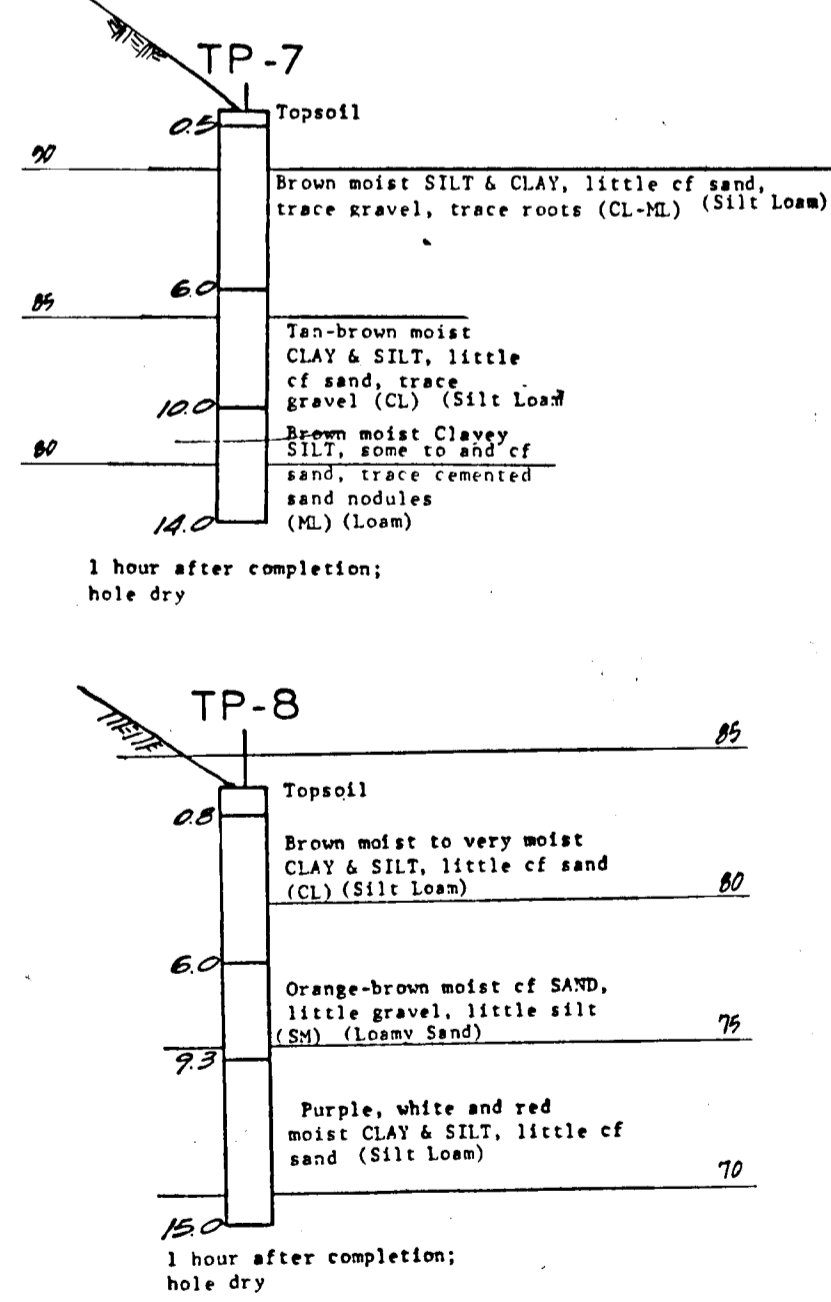 TP-7
Topsoil
0.5
90
Brown moist SILT & CLAY, little cf sand,
trace gravel, trace roots (CL-ML) (Silt Loam)
6.0
85
Tan-brown moist
CLAY & SILT, little
cf sand, trace
gravel (CL) (Silt Loam
10.0
Brown moist Clayey
80
SILT, some to and cf
sand, trace cemented
sand nodules
14.0
(ML) (Loam)
1 hour after completion;
hole dry
TP-8
85
Topsoil
0.8
Brown moist to very moist
CLAY & SILT, little cf sand
(CL) (Silt Loam)
80
6.0
Orange-brown moist cf SAND,
little gravel, little silt
(SM) (Loamy Sand)
75
9.3
Purple, white and red
moist CLAY & SILT, little cf
sand (Silt Loam)
70
15.0
1 hour after completion;
hole dry